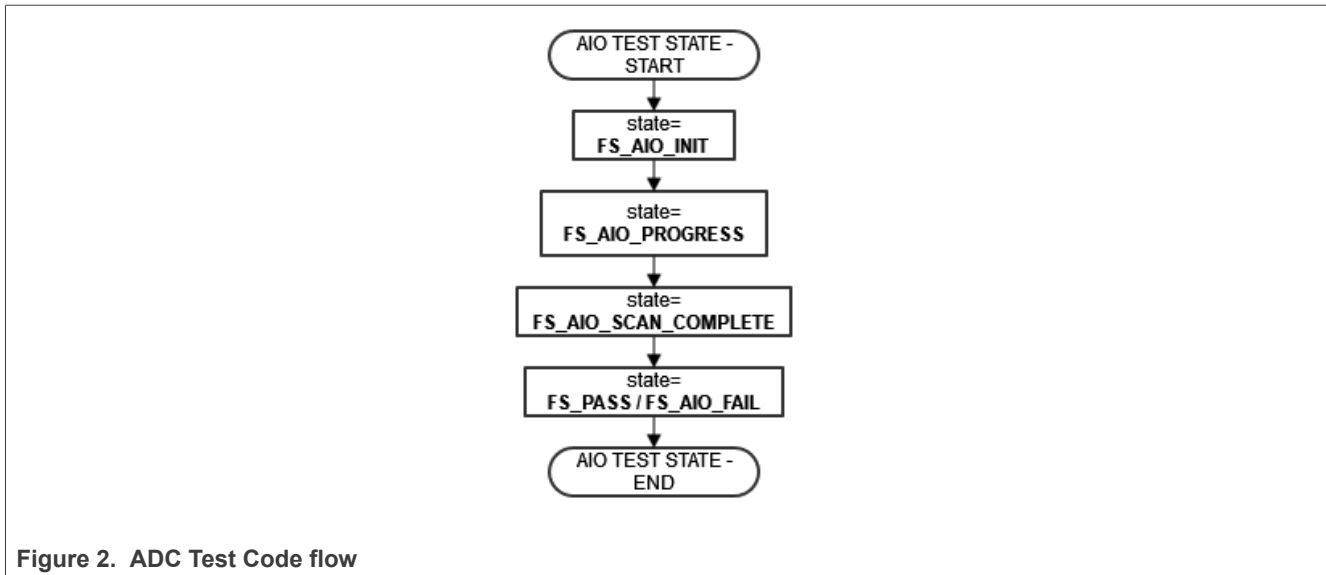 AIO TEST STATE -
START
state=
FS_AIO_INIT
state=
FS_AIO_PROGRESS
state=
FS_AIO_SCAN_COMPLETE
state=
FS_PASS / FS_AIO_FAIL
AIO TEST STATE -
END
Figure 2. ADC Test Code flow